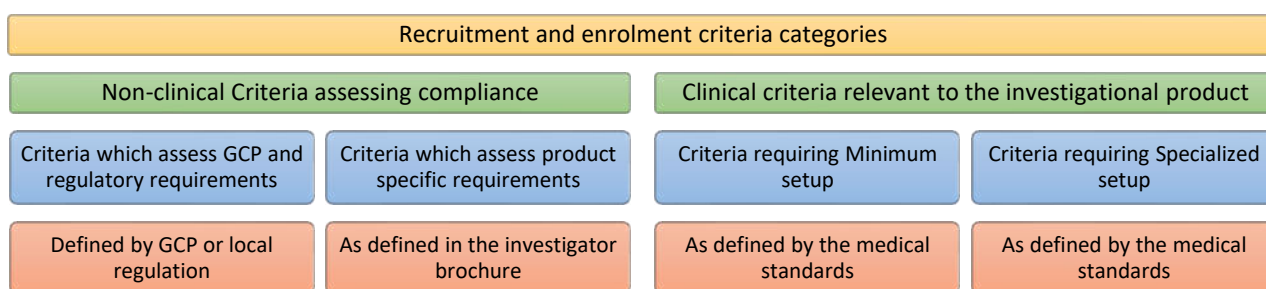 Recruitment and enrolment criteria categories
Non-clinical Criteria assessing compliance
Clinical criteria relevant to the investigational product
Criteria which assess GCP and
regulatory requirements
Criteria which assess product
specific requirements
Criteria requiring Minimum
setup
Criteria requiring Specialized
setup
Defined by GCP or local
regulation
As defined in the investigator
brochure
As defined by the medical
standards
As defined by the medical
standards